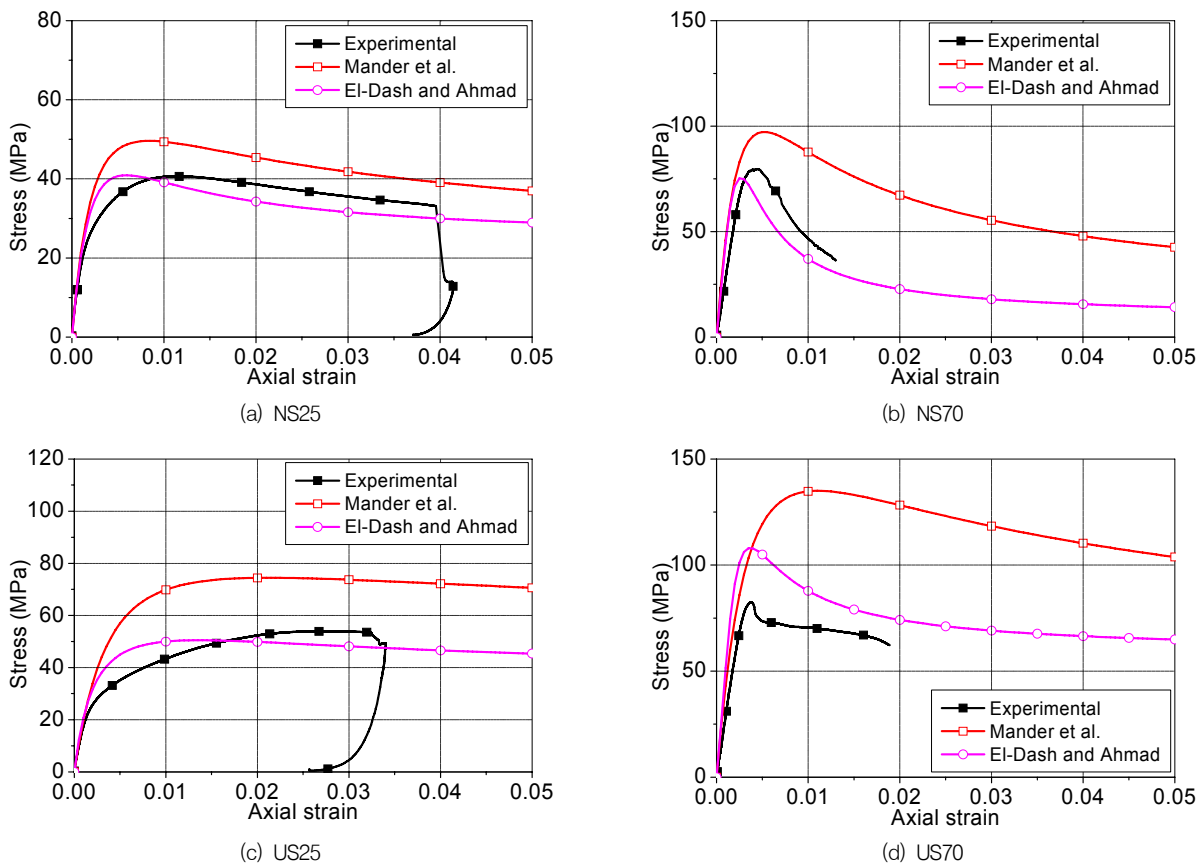 80
60
40
20
0
Stress (MPa)
Experimental
Mander et al.
El-Dash and Ahmad
0.00 0.01 0.02 0.03 0.04 0.05
Axial strain
(a) NS25
150
100
50
0
Stress (MPa)
Experimental
Mander et al.
El-Dash and Ahmad
0.00 0.01 0.02 0.03 0.04 0.05
Axial strain
(b) NS70
120
100
80
60
40
20
0
Stress (MPa)
Experimental
Mander et al.
El-Dash and Ahmad
0.00 0.01 0.02 0.03 0.04 0.05
Axial strain
(c) US25
150
100
50
0
Stress (MPa)
Experimental
Mander et al.
El-Dash and Ahmad
0.00 0.01 0.02 0.03 0.04 0.05
Axial strain
(d) US70